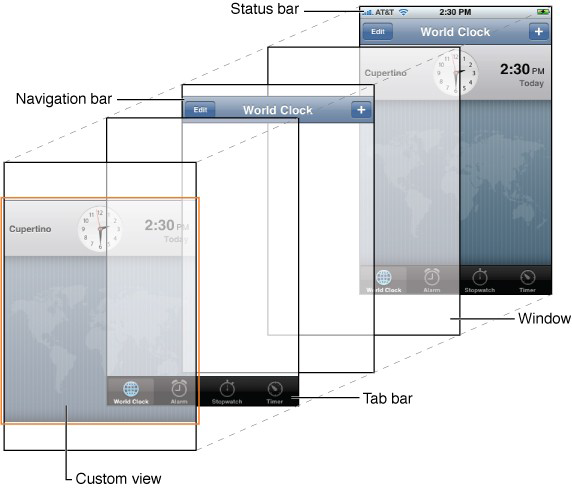 Status bar
AT&T 2:30 PM
Edit World Clock +
Cupertino 2:30 PM
Today
Navigation bar
Edit World Clock +
Cupertino 2:30 PM
Today
World Clock Alarm Stopwatch Timer
Window
World Clock Alarm Stopwatch Timer
Tab bar
Custom view